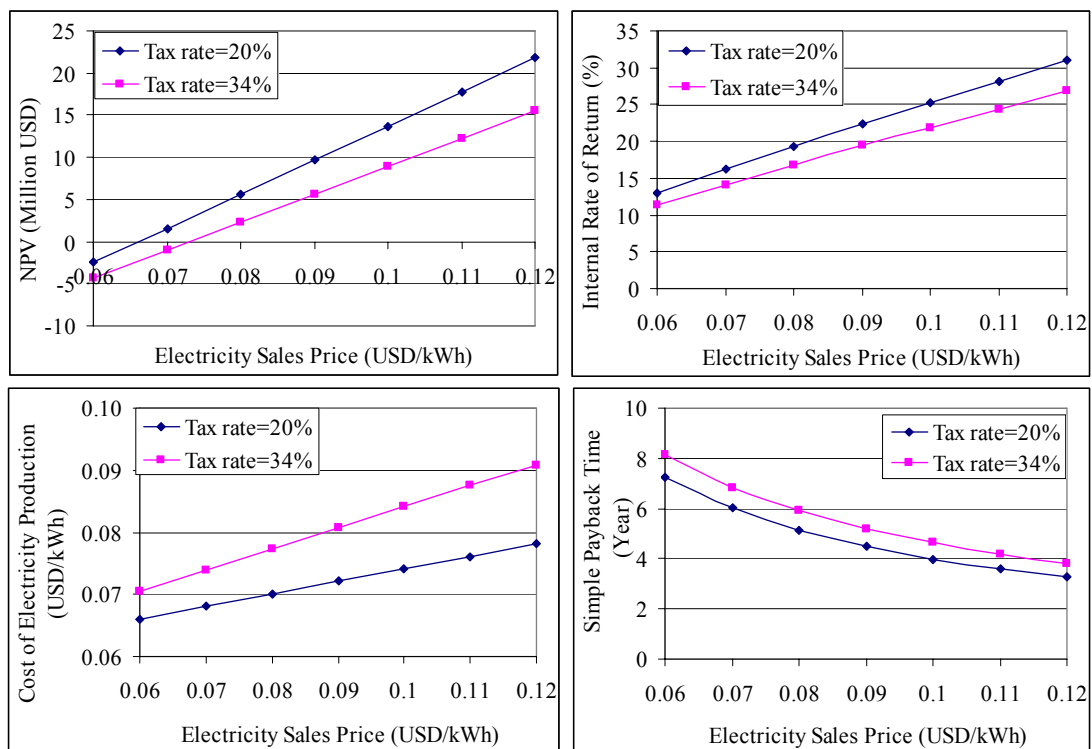 25
20
15
10
5
0
-5
-10
NPV (Million USD)
Tax rate=20%
Tax rate=34%
0.06 0.07 0.08 0.09 0.1 0.11 0.12
Electricity Sales Price (USD/kWh)
35
30
25
20
15
10
5
0
Internal Rate of Return (%)
Tax rate=20%
Tax rate=34%
0.06 0.07 0.08 0.09 0.1 0.11 0.12
Electricity Sales Price (USD/kWh)
0.10
0.09
0.08
0.07
0.06
Cost of Electricity Production
(USD/kWh)
Tax rate=20%
Tax rate=34%
0.06 0.07 0.08 0.09 0.1 0.11 0.12
Electricity Sales Price (USD/kWh)
10
8
6
4
2
0
Simple Payback Time
(Year)
Tax rate=20%
Tax rate=34%
0.06 0.07 0.08 0.09 0.1 0.11 0.12
Electricity Sales Price (USD/kWh)